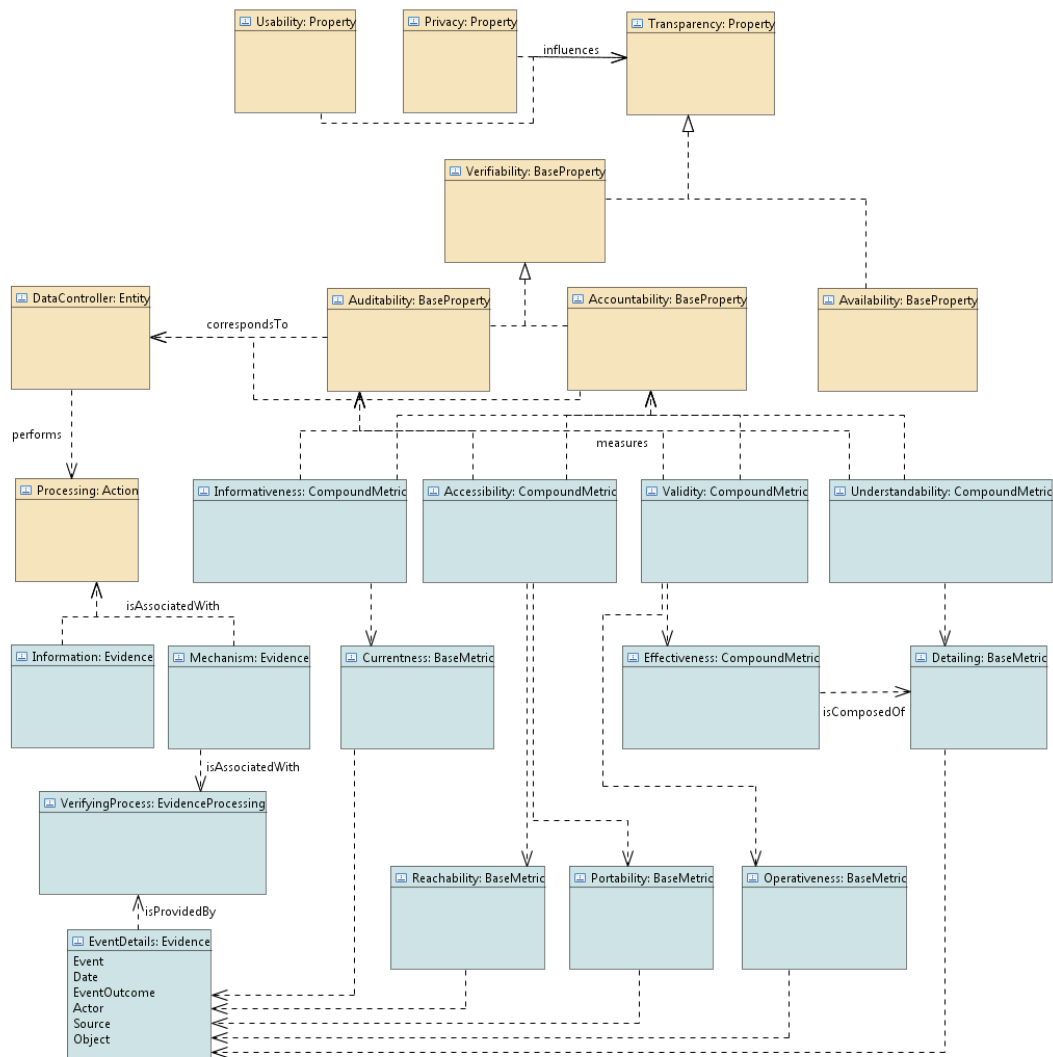 Usability: Property
Privacy: Property
Transparency: Property
influences
Verifiability: BaseProperty
DataController: Entity
Auditability: BaseProperty
Accountability: BaseProperty
Availability: BaseProperty
correspondsTo
performs
measures
Processing: Action
Informativeness: CompoundMetric
Accessibility: CompoundMetric
Validity: CompoundMetric
Understandability: CompoundMetric
isAssociatedWith
Information: Evidence
Mechanism: Evidence
Currentness: BaseMetric
Effectiveness: CompoundMetric
Detailing: BaseMetric
isComposedOf
isAssociatedWith
VerifyingProcess: EvidenceProcessing
Reachability: BaseMetric
Portability: BaseMetric
Operativeness: BaseMetric
isProvidedBy
EventDetails: Evidence
Event
Date
EventOutcome
Actor
Source
Object